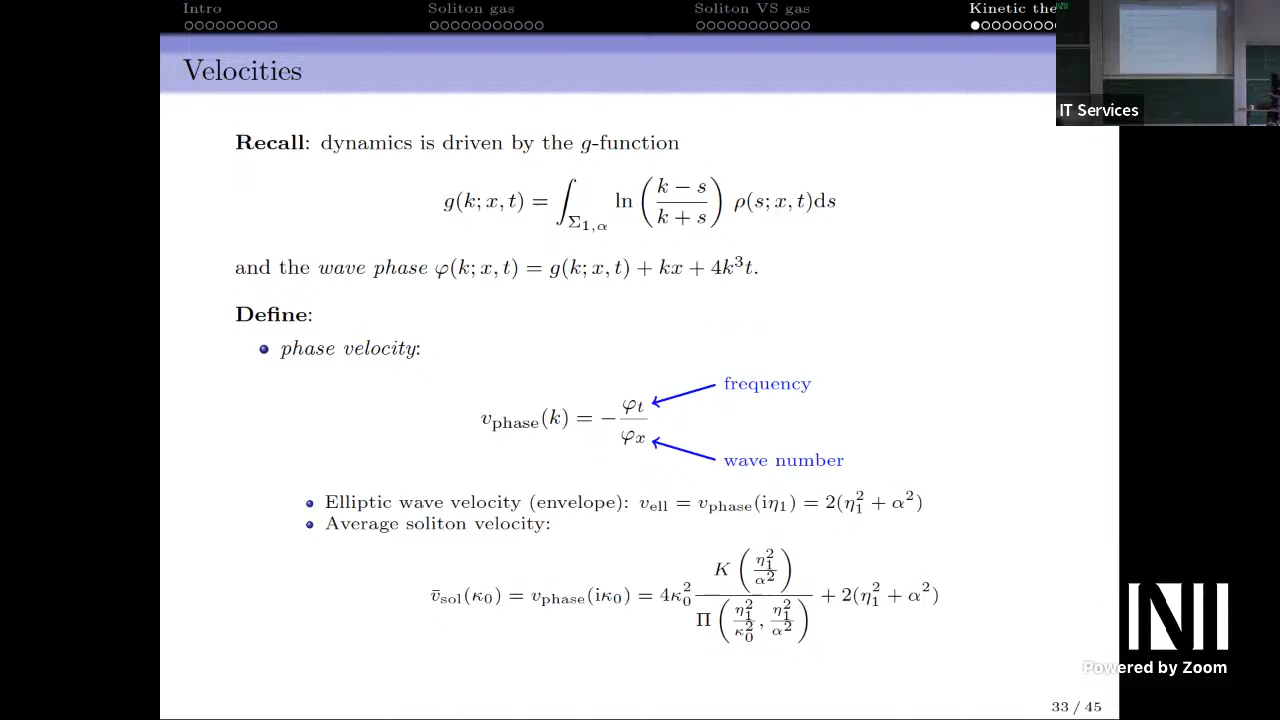 Intro Soliton gas Soliton VS gas Kinetic the
Velocities
IT Services
Recall: dynamics is driven by the g-function
g(k; x, t) = ∫_{Σ_{1,α}} ln ( (k − s)/(k + s) ) ρ(s; x, t)ds
and the wave phase φ(k; x, t) = g(k; x, t) + kx + 4k³t.
Define:
phase velocity:
frequency
v_phase(k) = − φ_t/φ_x
wave number
Elliptic wave velocity (envelope): v_ell = v_phase(iη₁) = 2(η₁² + α²)
Average soliton velocity:
v̄_sol(κ₀) = v_phase(iκ₀) = 4κ₀² K(η₁²/α²) / Π(η₁²/κ₀², η₁²/α²) + 2(η₁² + α²)
Powered by Zoom
33 / 45